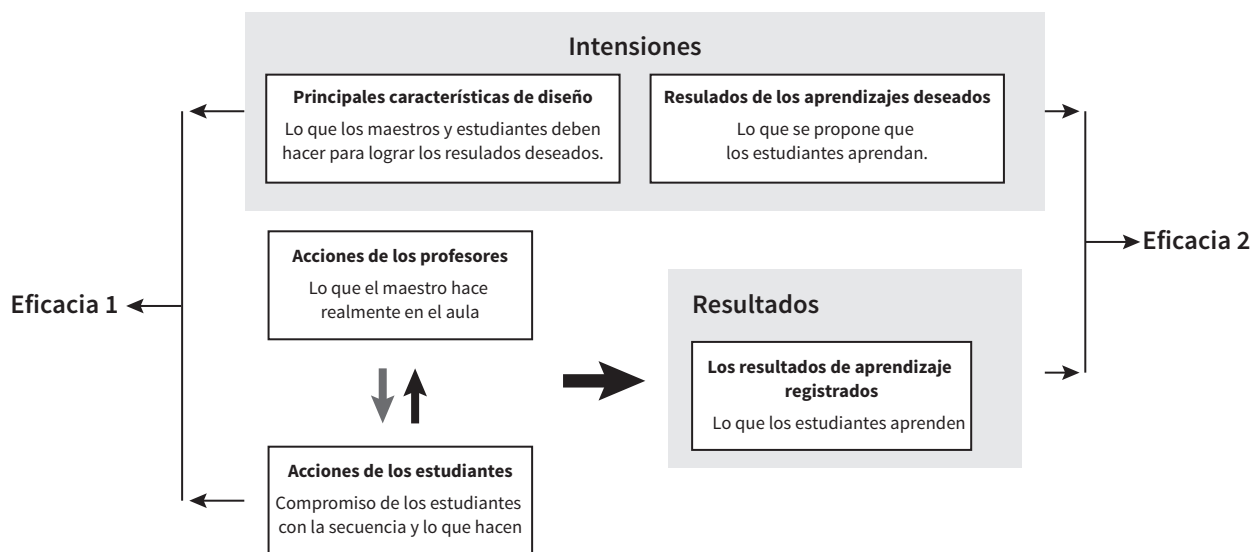 Intensiones
Principales características de diseño
Lo que los maestros y estudiantes deben
hacer para lograr los resulados deseados.
Resulados de los aprendizajes deseados
Lo que se propone que
los estudiantes aprendan.
Eficacia 1
Acciones de los profesores
Lo que el maestro hace
realmente en el aula
Acciones de los estudiantes
Compromiso de los estudiantes
con la secuencia y lo que hacen
Resultados
Los resultados de aprendizaje
registrados
Lo que los estudiantes aprenden
Eficacia 2